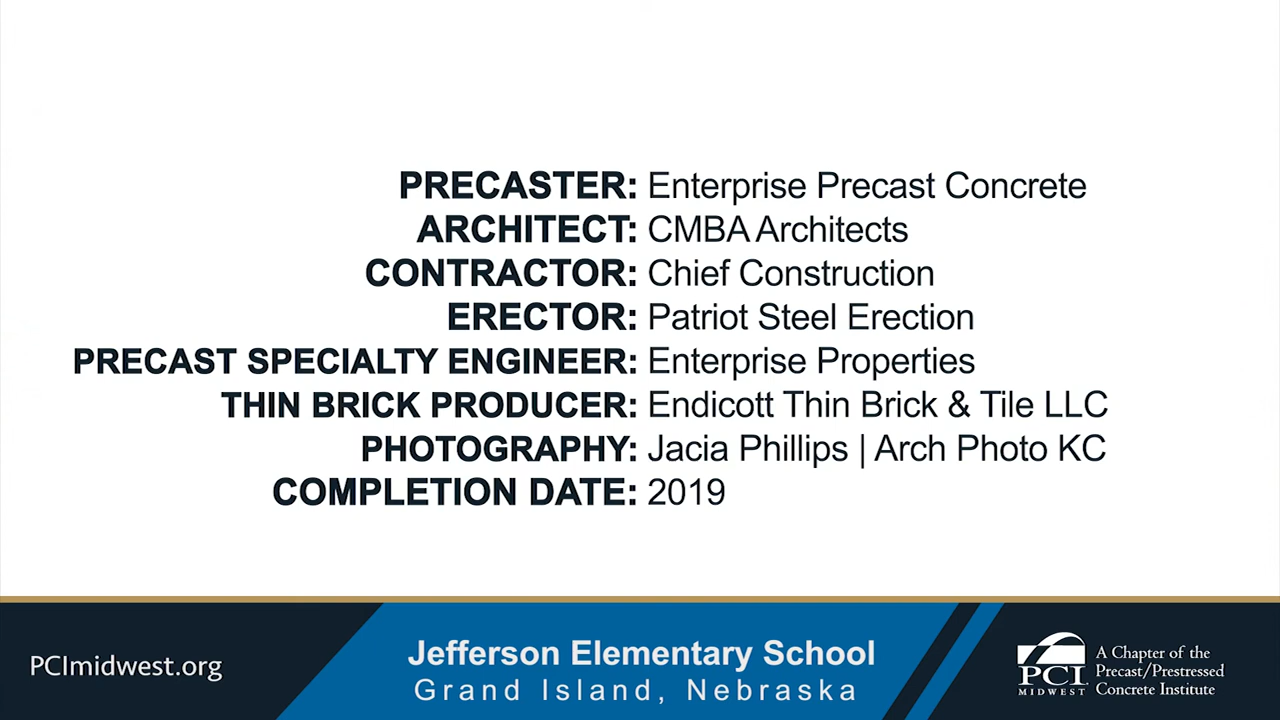 PRECASTER: Enterprise Precast Concrete
ARCHITECT: CMBA Architects
CONTRACTOR: Chief Construction
ERECTOR: Patriot Steel Erection
PRECAST SPECIALTY ENGINEER: Enterprise Properties
THIN BRICK PRODUCER: Endicott Thin Brick & Tile LLC
PHOTOGRAPHY: Jacia Phillips | Arch Photo KC
COMPLETION DATE: 2019
PCImidwest.org
Jefferson Elementary School
Grand Island, Nebraska
PCI
MIDWEST
A Chapter of the
Precast/Prestressed
Concrete Institute